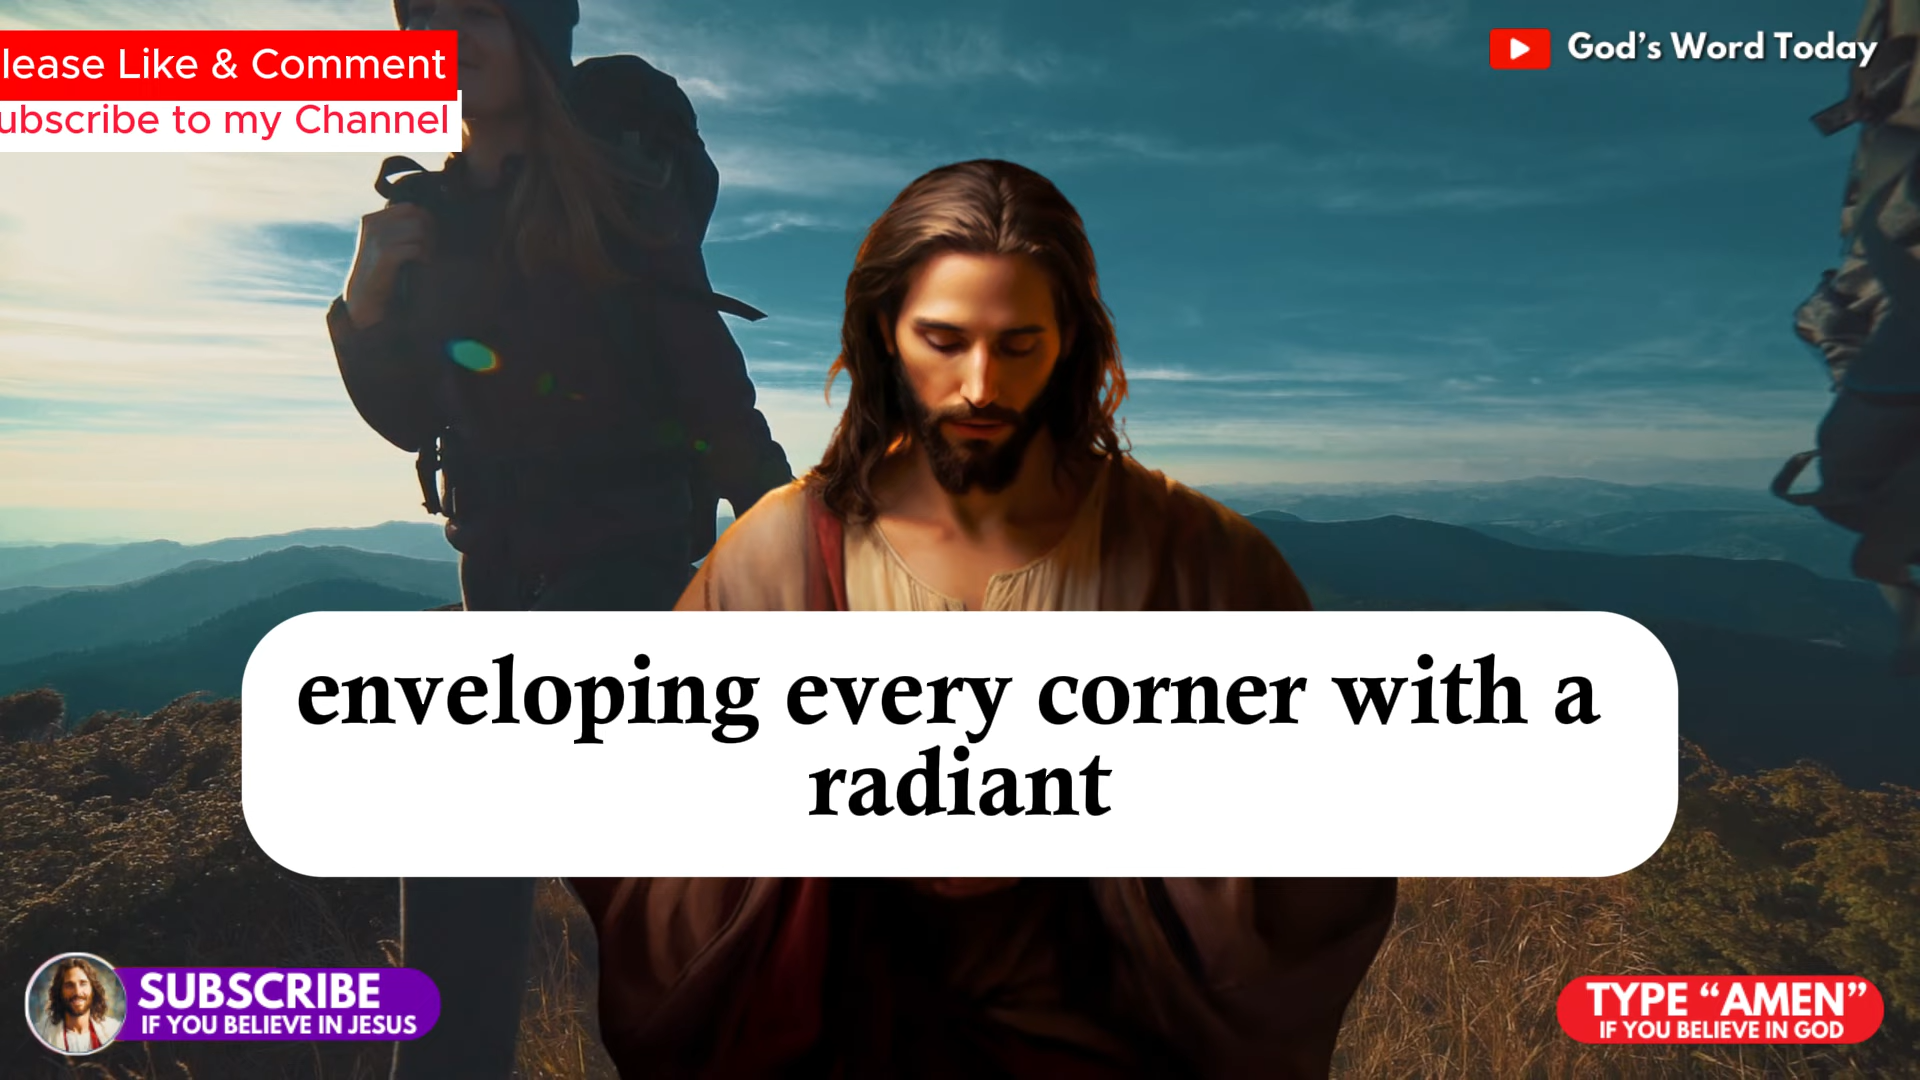 lease Like & Comment
ubscribe to my Channel
God's Word Today
enveloping every corner with a
radiant
SUBSCRIBE
IF YOU BELIEVE IN JESUS
TYPE “AMEN”
IF YOU BELIEVE IN GOD